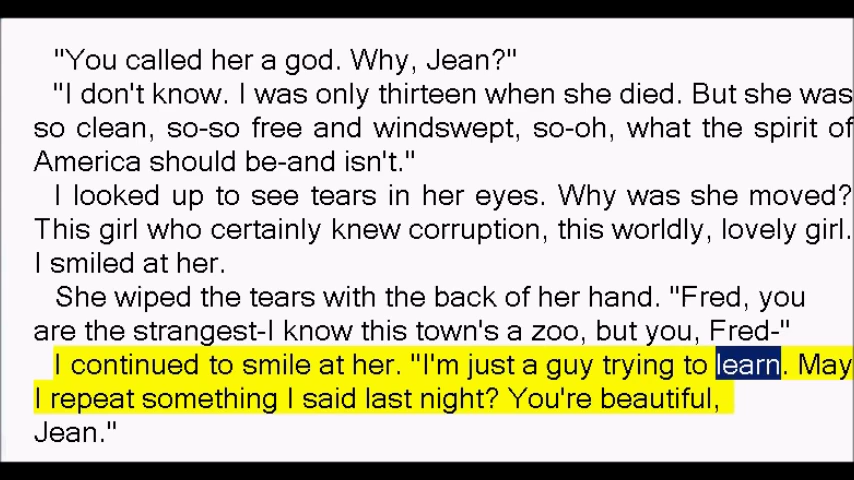 "You called her a god. Why, Jean?"
"I don't know. I was only thirteen when she died. But she was
so clean, so-so free and windswept, so-oh, what the spirit of
America should be-and isn't."
I looked up to see tears in her eyes. Why was she moved?
This girl who certainly knew corruption, this worldly, lovely girl.
I smiled at her.
She wiped the tears with the back of her hand. "Fred, you
are the strangest-I know this town's a zoo, but you, Fred-"
I continued to smile at her. "I'm just a guy trying to learn. May
I repeat something I said last night? You're beautiful,
Jean."